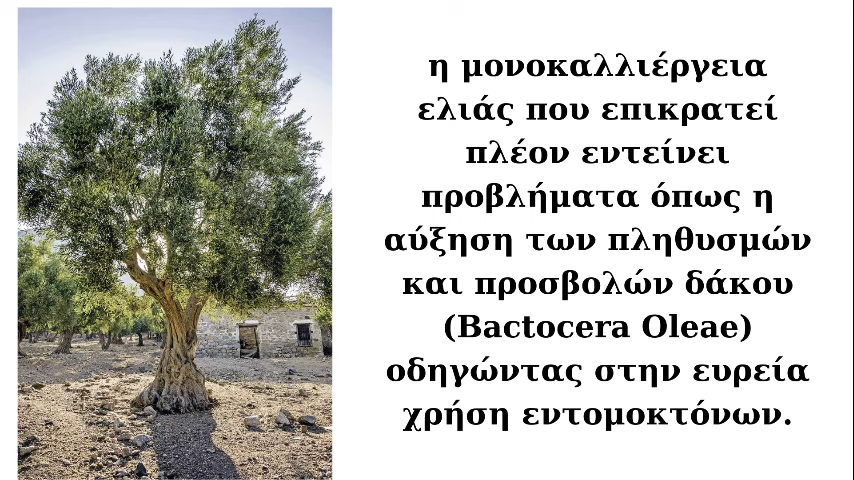 η μονοκαλλιέργεια
ελιάς που επικρατεί
πλέον εντείνει
προβλήματα όπως η
αύξηση των πληθυσμών
και προσβολών δάκου
(Bactocera Oleae)
οδηγώντας στην ευρεία
χρήση εντομοκτόνων.